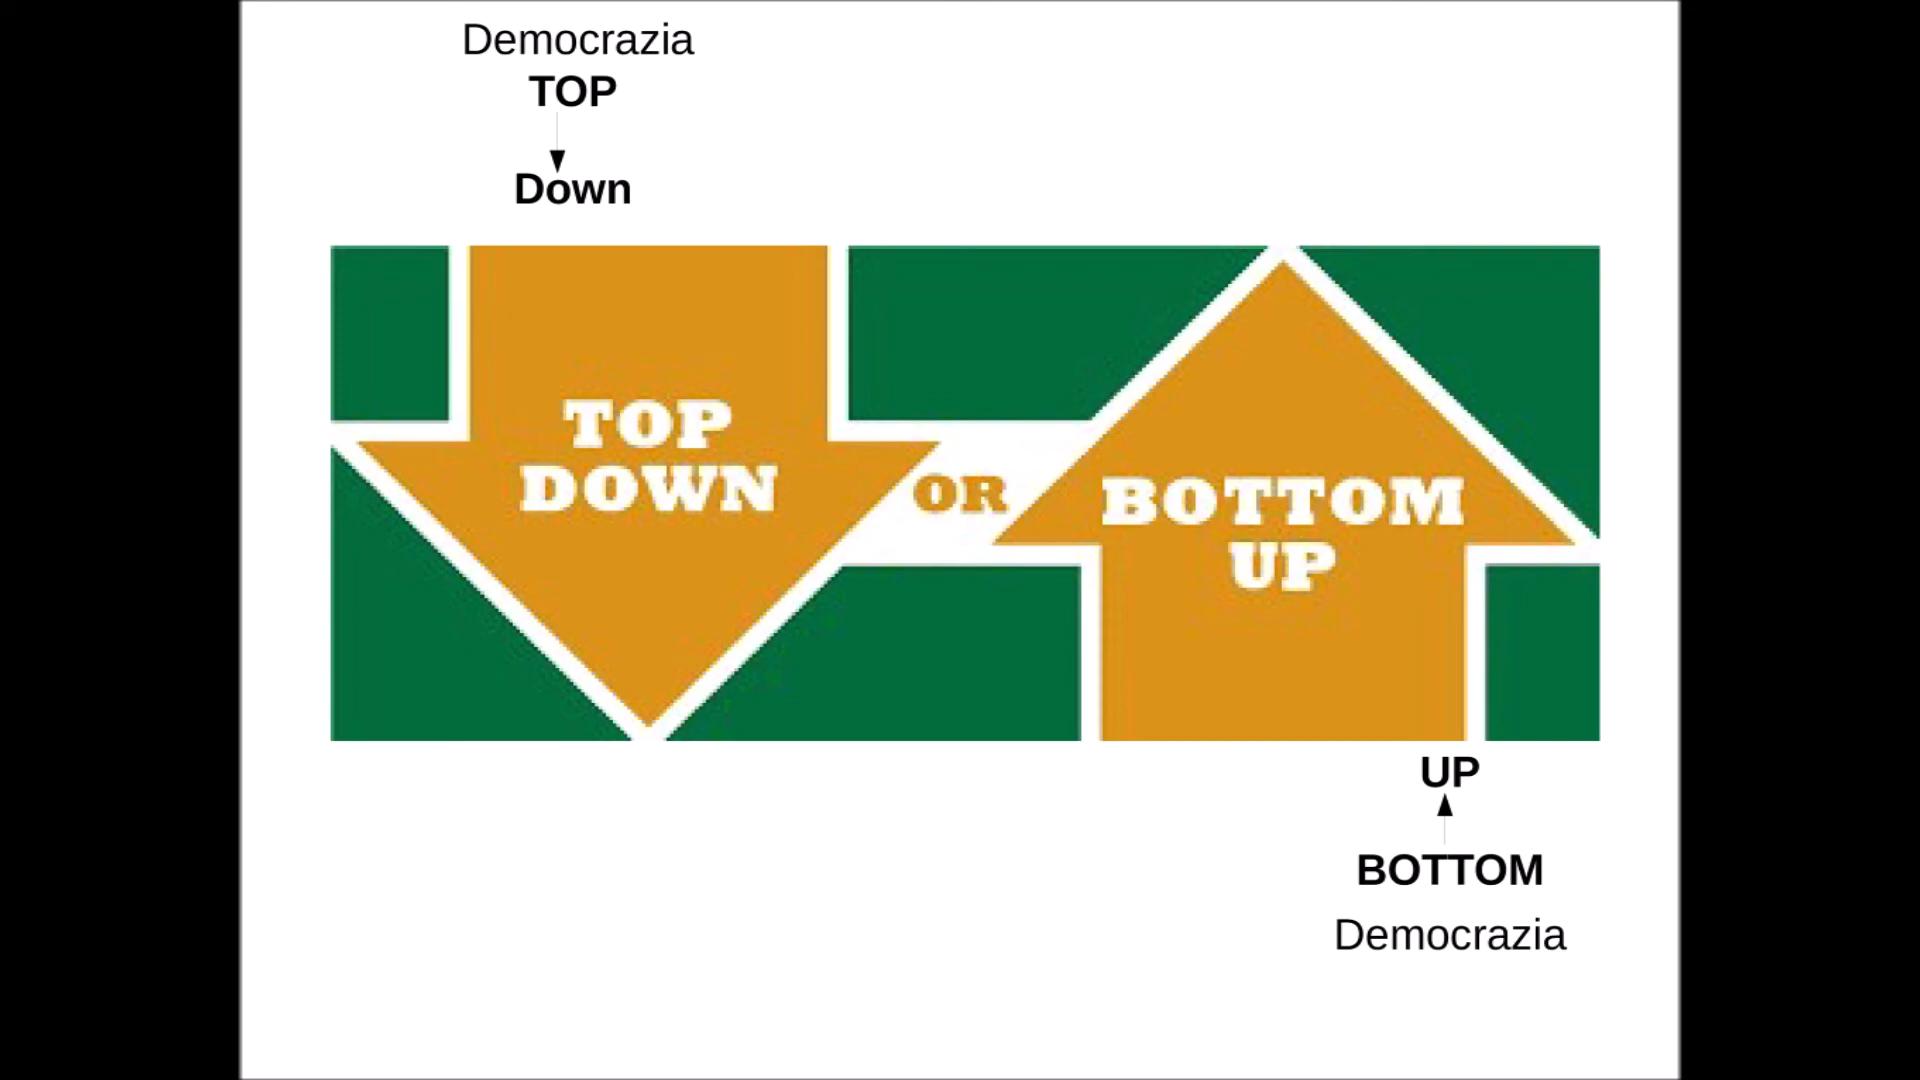 Democrazia
TOP
Down
TOP
DOWN
OR
BOTTOM
UP
UP
BOTTOM
Democrazia